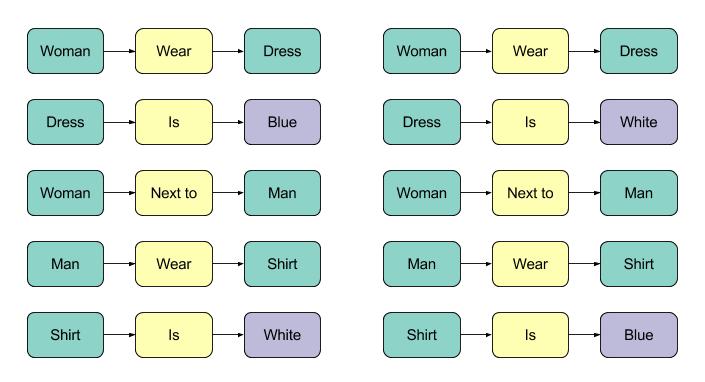 Woman Wear Dress Woman Wear Dress
Dress Is Blue Dress Is White
Woman Next to Man Woman Next to Man
Man Wear Shirt Man Wear Shirt
Shirt Is White Shirt Is Blue